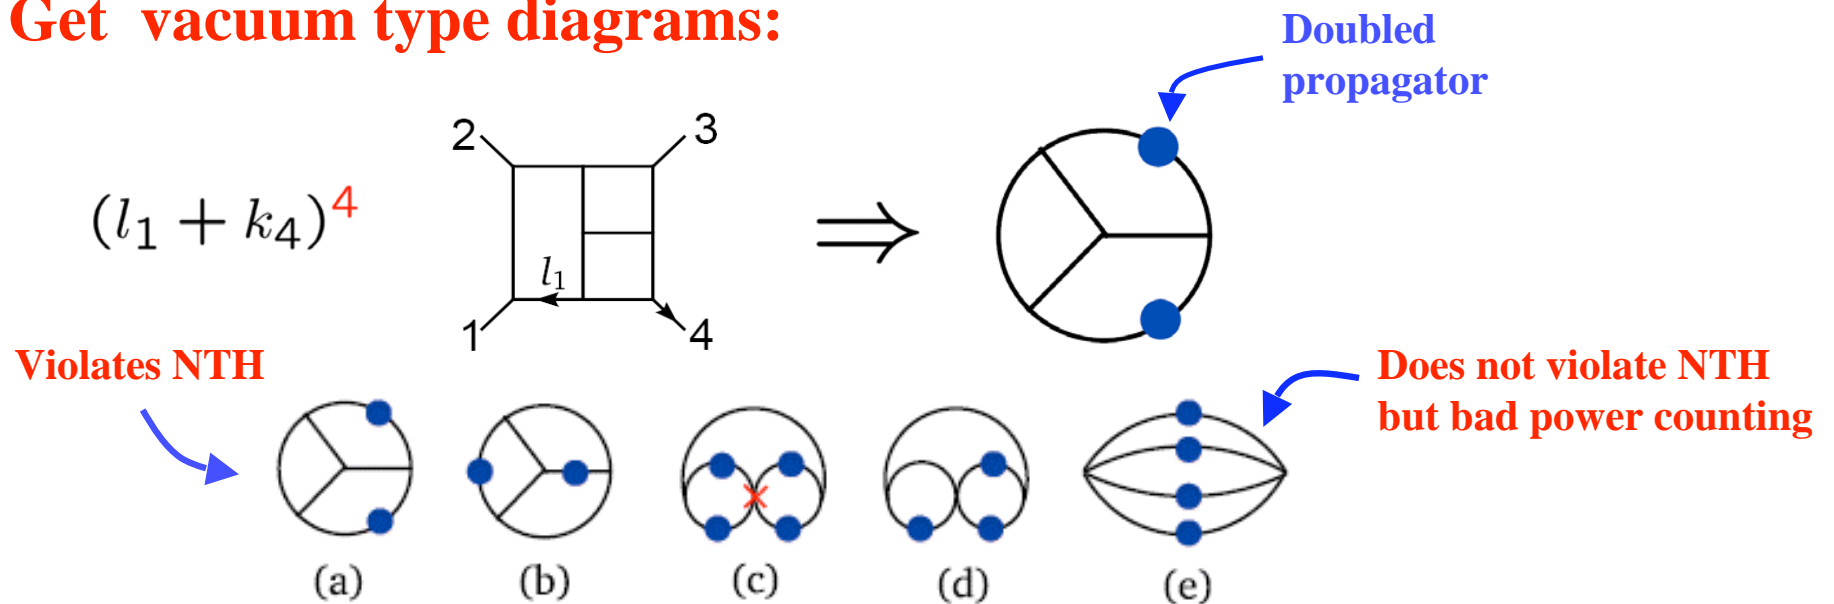 Get vacuum type diagrams:
Doubled
propagator
2
3
(l₁ + k₄)⁴
l₁
⇒
1
4
Violates NTH
Does not violate NTH
but bad power counting
(a) (b) (c) (d) (e)